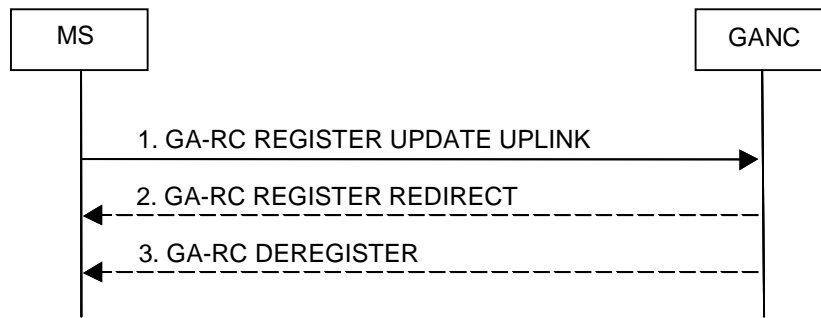 MS
GANC
1. GA-RC REGISTER UPDATE UPLINK
2. GA-RC REGISTER REDIRECT
3. GA-RC DEREGISTER